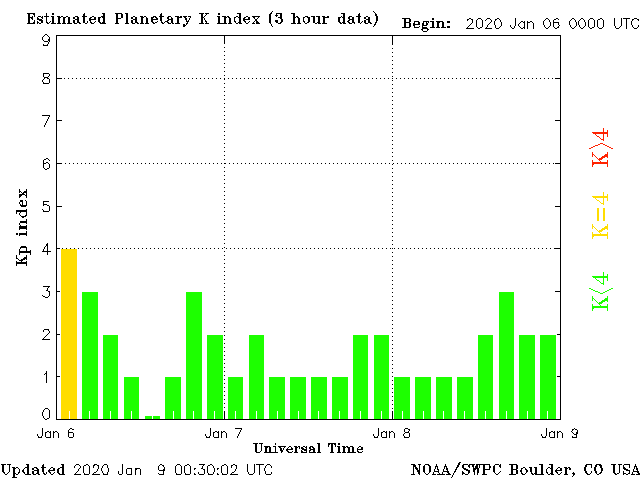 Estimated Planetary K index (3 hour data) Begin: 2020 Jan 06 0000 UTC
9
8
7
6
5
4
3
2
1
0
Kp index
K>4
K=4
K<4
Jan 6 Jan 7 Jan 8 Jan 9
Universal Time
Updated 2020 Jan 9 00:30:02 UTC NOAA/SWPC Boulder, CO USA